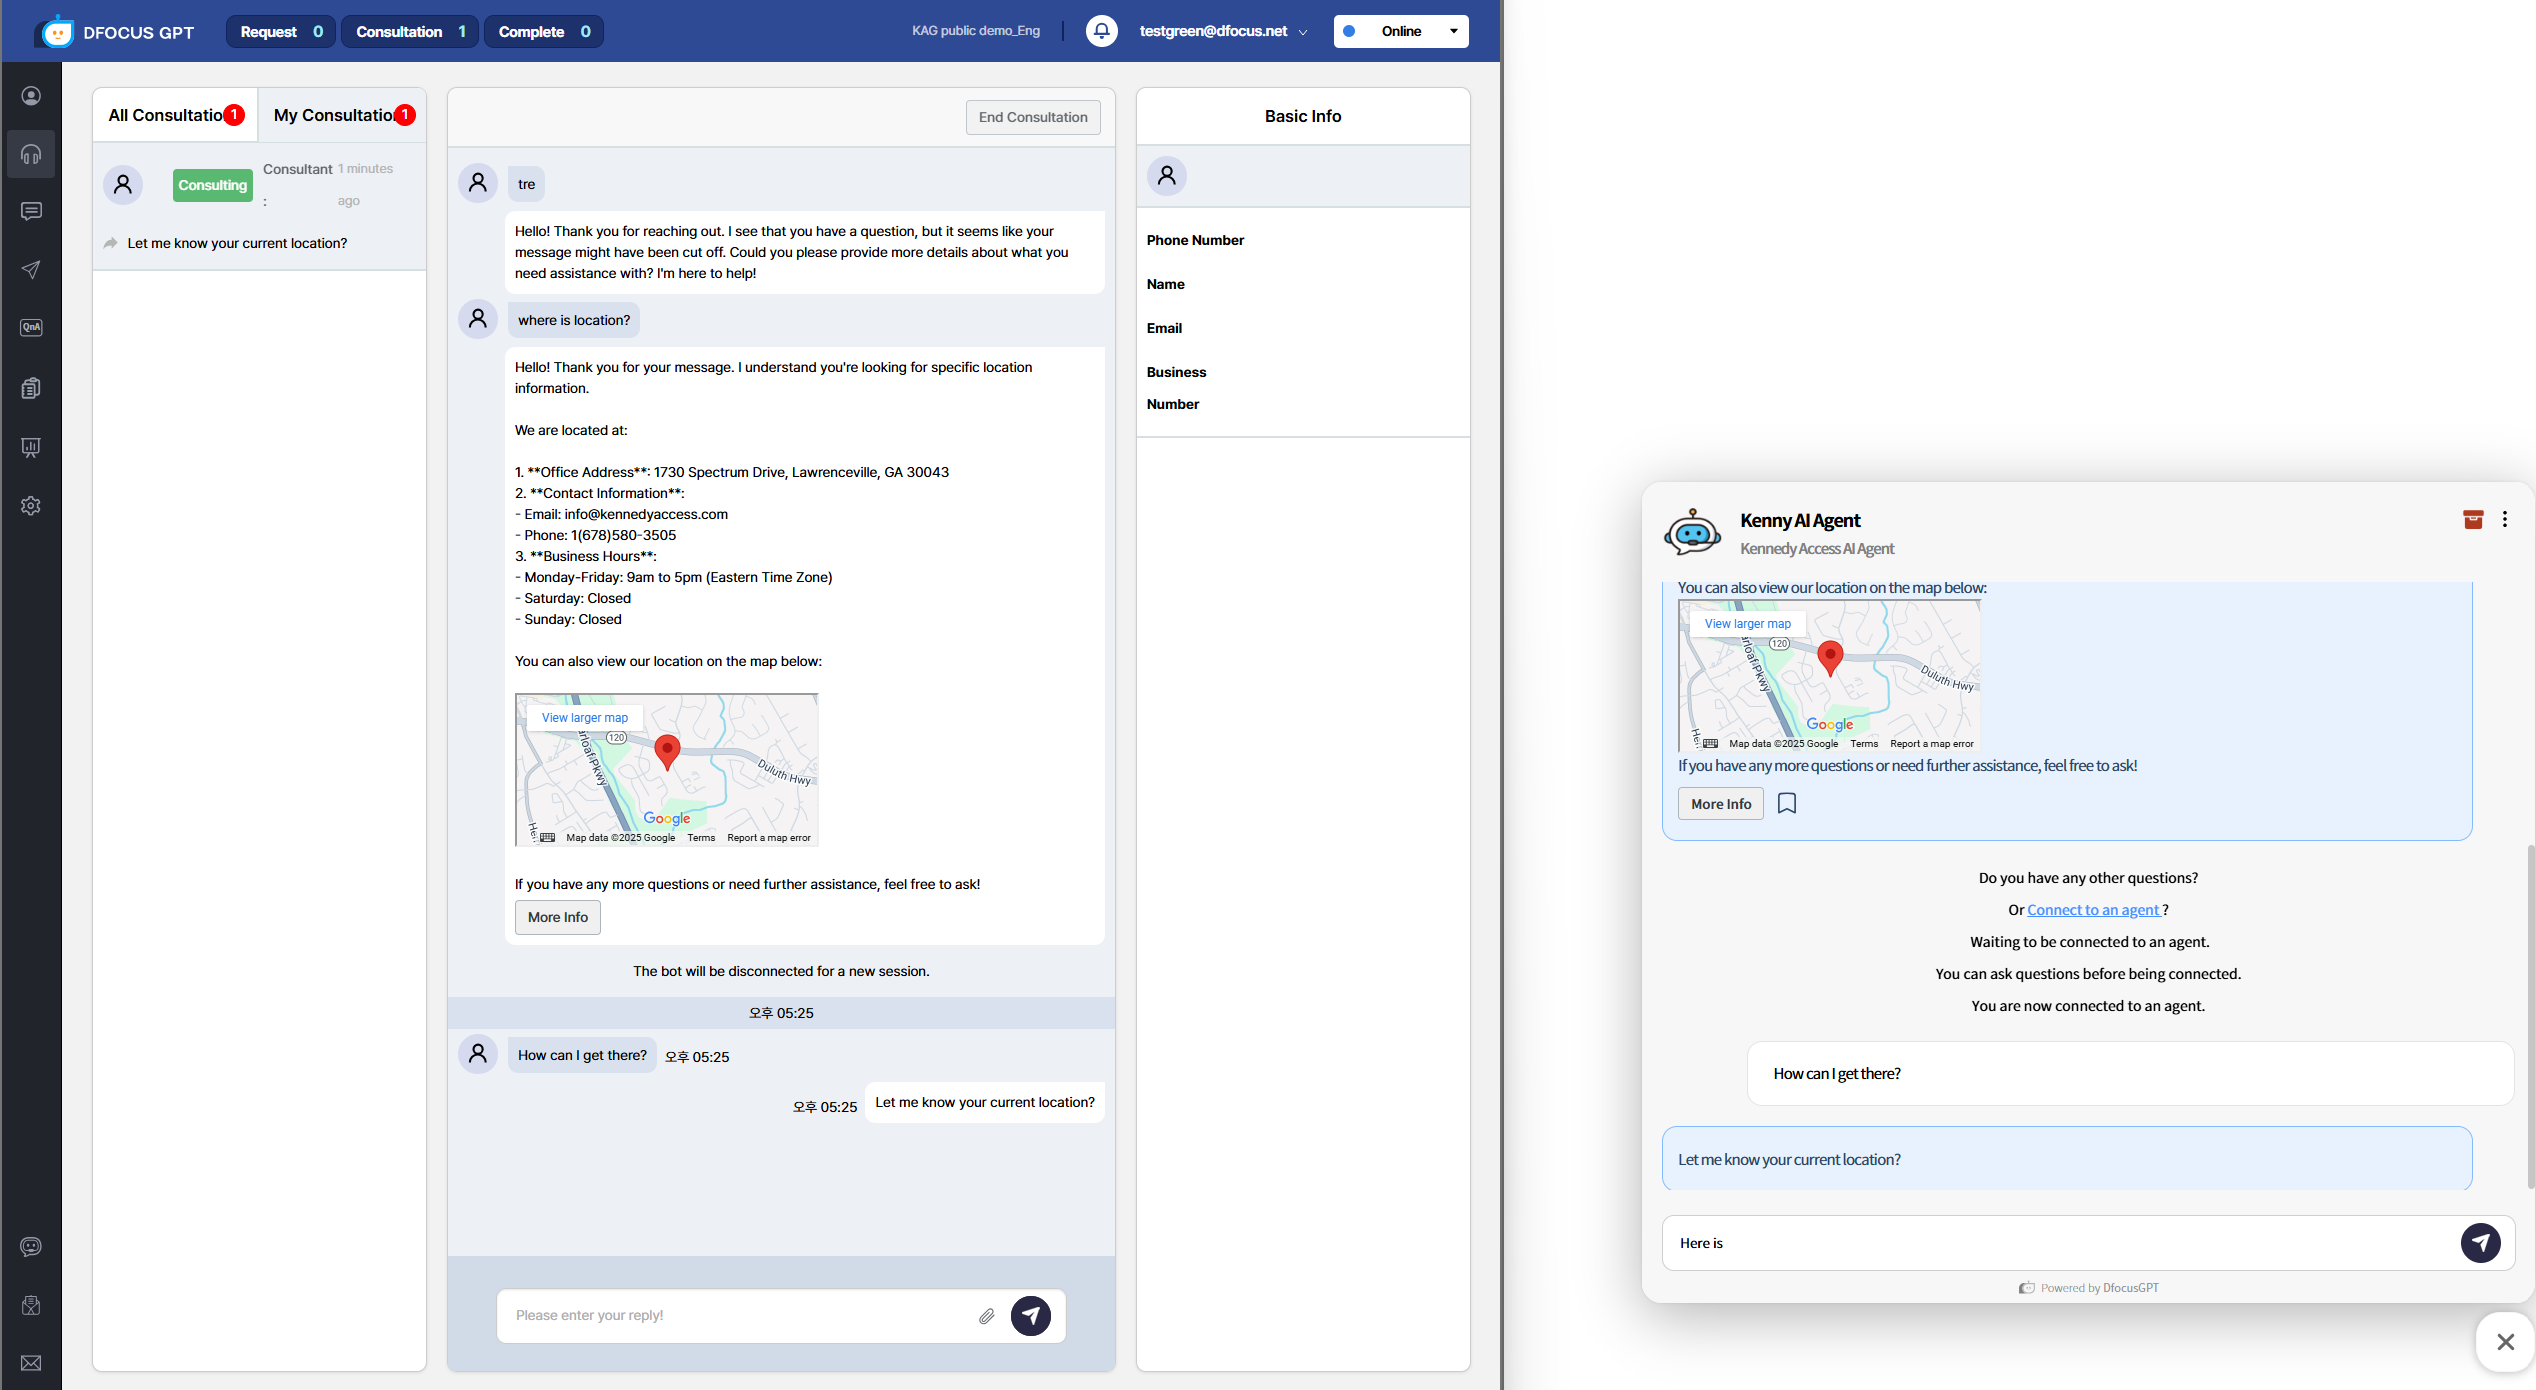 DFOCUS GPT
Request 0
Consultation 1
Complete 0
KAG public demo_Eng
testgreen@dfocus.net
Online
All Consultatio 1
My Consultatio 1
Consulting
Consultant 1 minutes
: ago
Let me know your current location?
QnA
End Consultation
tre
Hello! Thank you for reaching out. I see that you have a question, but it seems like your
message might have been cut off. Could you please provide more details about what you
need assistance with? I'm here to help!
where is location?
Hello! Thank you for your message. I understand you're looking for specific location
information.
We are located at:
1. **Office Address**: 1730 Spectrum Drive, Lawrenceville, GA 30043
2. **Contact Information**:
- Email: info@kennedyaccess.com
- Phone: 1(678)580-3505
3. **Business Hours**:
- Monday-Friday: 9am to 5pm (Eastern Time Zone)
- Saturday: Closed
- Sunday: Closed
You can also view our location on the map below:
View larger map
120
arloaf Pkwy
Duluth Hwy
Google
Map data ©2025 Google Terms Report a map error
If you have any more questions or need further assistance, feel free to ask!
More Info
The bot will be disconnected for a new session.
오후 05:25
How can I get there? 오후 05:25
오후 05:25 Let me know your current location?
Please enter your reply!
Basic Info
Phone Number
Name
Email
Business
Number
Kenny AI Agent
Kennedy Access AI Agent
You can also view our location on the map below:
View larger map
120
arloaf Pkwy
Duluth Hwy
Google
Map data ©2025 Google Terms Report a map error
If you have any more questions or need further assistance, feel free to ask!
More Info
Do you have any other questions?
Or Connect to an agent ?
Waiting to be connected to an agent.
You can ask questions before being connected.
You are now connected to an agent.
How can I get there?
Let me know your current location?
Here is
Powered by DfocusGPT